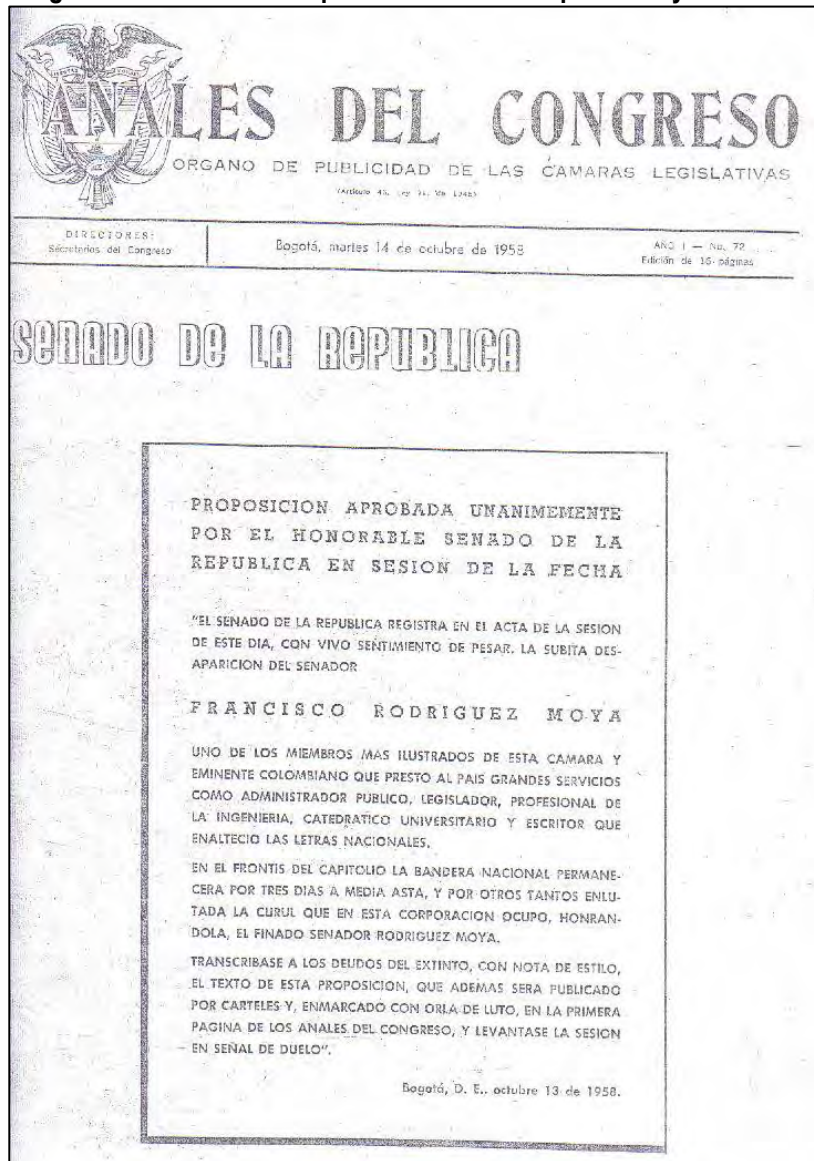 ANALES DEL CONGRESO
ORGANO DE PUBLICIDAD DE LAS CAMARAS LEGISLATIVAS
DIRECTORES:
Secretarios del Congreso
Bogotá, martes 14 de octubre de 1958
AÑO I — No. 72
Edición de 16 páginas
SENADO DE LA REPUBLICA
PROPOSICION APROBADA UNANIMEMENTE
POR EL HONORABLE SENADO DE LA
REPUBLICA EN SESION DE LA FECHA
"EL SENADO DE LA REPUBLICA REGISTRA EN EL ACTA DE LA SESION
DE ESTE DIA, CON VIVO SENTIMIENTO DE PESAR, LA SUBITA DES-
APARICION DEL SENADOR
FRANCISCO RODRIGUEZ MOYA
UNO DE LOS MIEMBROS MAS ILUSTRADOS DE ESTA CAMARA Y
EMINENTE COLOMBIANO QUE PRESTO AL PAIS GRANDES SERVICIOS
COMO ADMINISTRADOR PUBLICO, LEGISLADOR, PROFESIONAL DE
LA INGENIERIA, CATEDRATICO UNIVERSITARIO Y ESCRITOR QUE
ENALTECIO LAS LETRAS NACIONALES.
EN EL FRONTIS DEL CAPITOLIO LA BANDERA NACIONAL PERMANE-
CERA POR TRES DIAS A MEDIA ASTA, Y POR OTROS TANTOS ENLU-
TADA LA CURUL QUE EN ESTA CORPORACION OCUPO, HONRAN-
DOLA, EL FINADO SENADOR RODRIGUEZ MOYA.
TRANSCRIBASE A LOS DEUDOS DEL EXTINTO, CON NOTA DE ESTILO,
EL TEXTO DE ESTA PROPOSICION, QUE ADEMAS SERA PUBLICADO
POR CARTELES Y, ENMARCADO CON ORLA DE LUTO, EN LA PRIMERA
PAGINA DE LOS ANALES DEL CONGRESO, Y LEVANTASE LA SESION
EN SEÑAL DE DUELO".
Bogotá, D. E., octubre 13 de 1958.